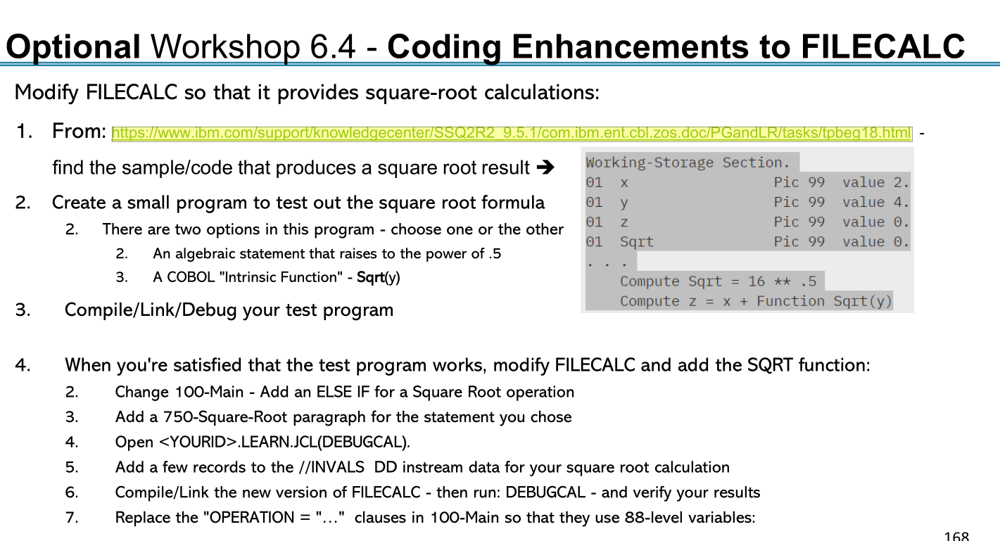 Optional Workshop 6.4 - Coding Enhancements to FILECALC
Modify FILECALC so that it provides square-root calculations:
1. From: https://www.ibm.com/support/knowledgecenter/SSQ2R2_9.5.1/com.ibm.ent.cbl.zos.doc/PGandLR/tasks/tpbeg18.html -
find the sample/code that produces a square root result ➔
2. Create a small program to test out the square root formula
2. There are two options in this program - choose one or the other
2. An algebraic statement that raises to the power of .5
3. A COBOL "Intrinsic Function" - Sqrt(y)
3. Compile/Link/Debug your test program
Working-Storage Section.
01 x Pic 99 value 2.
01 y Pic 99 value 4.
01 z Pic 99 value 0.
01 Sqrt Pic 99 value 0.
. . .
Compute Sqrt = 16 ** .5
Compute z = x + Function Sqrt(y)
4. When you're satisfied that the test program works, modify FILECALC and add the SQRT function:
2. Change 100-Main - Add an ELSE IF for a Square Root operation
3. Add a 750-Square-Root paragraph for the statement you chose
4. Open <YOURID>.LEARN.JCL(DEBUGCAL).
5. Add a few records to the //INVALS DD instream data for your square root calculation
6. Compile/Link the new version of FILECALC - then run: DEBUGCAL - and verify your results
7. Replace the "OPERATION = "…" clauses in 100-Main so that they use 88-level variables:
168